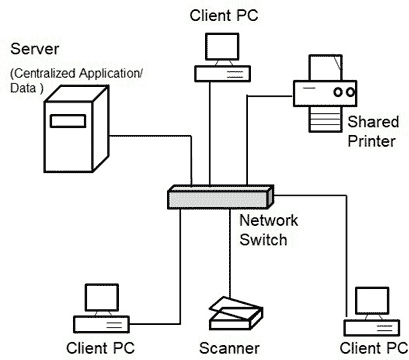 Client PC
Server
(Centralized Application/
Data )
Shared
Printer
Network
Switch
Client PC
Scanner
Client PC